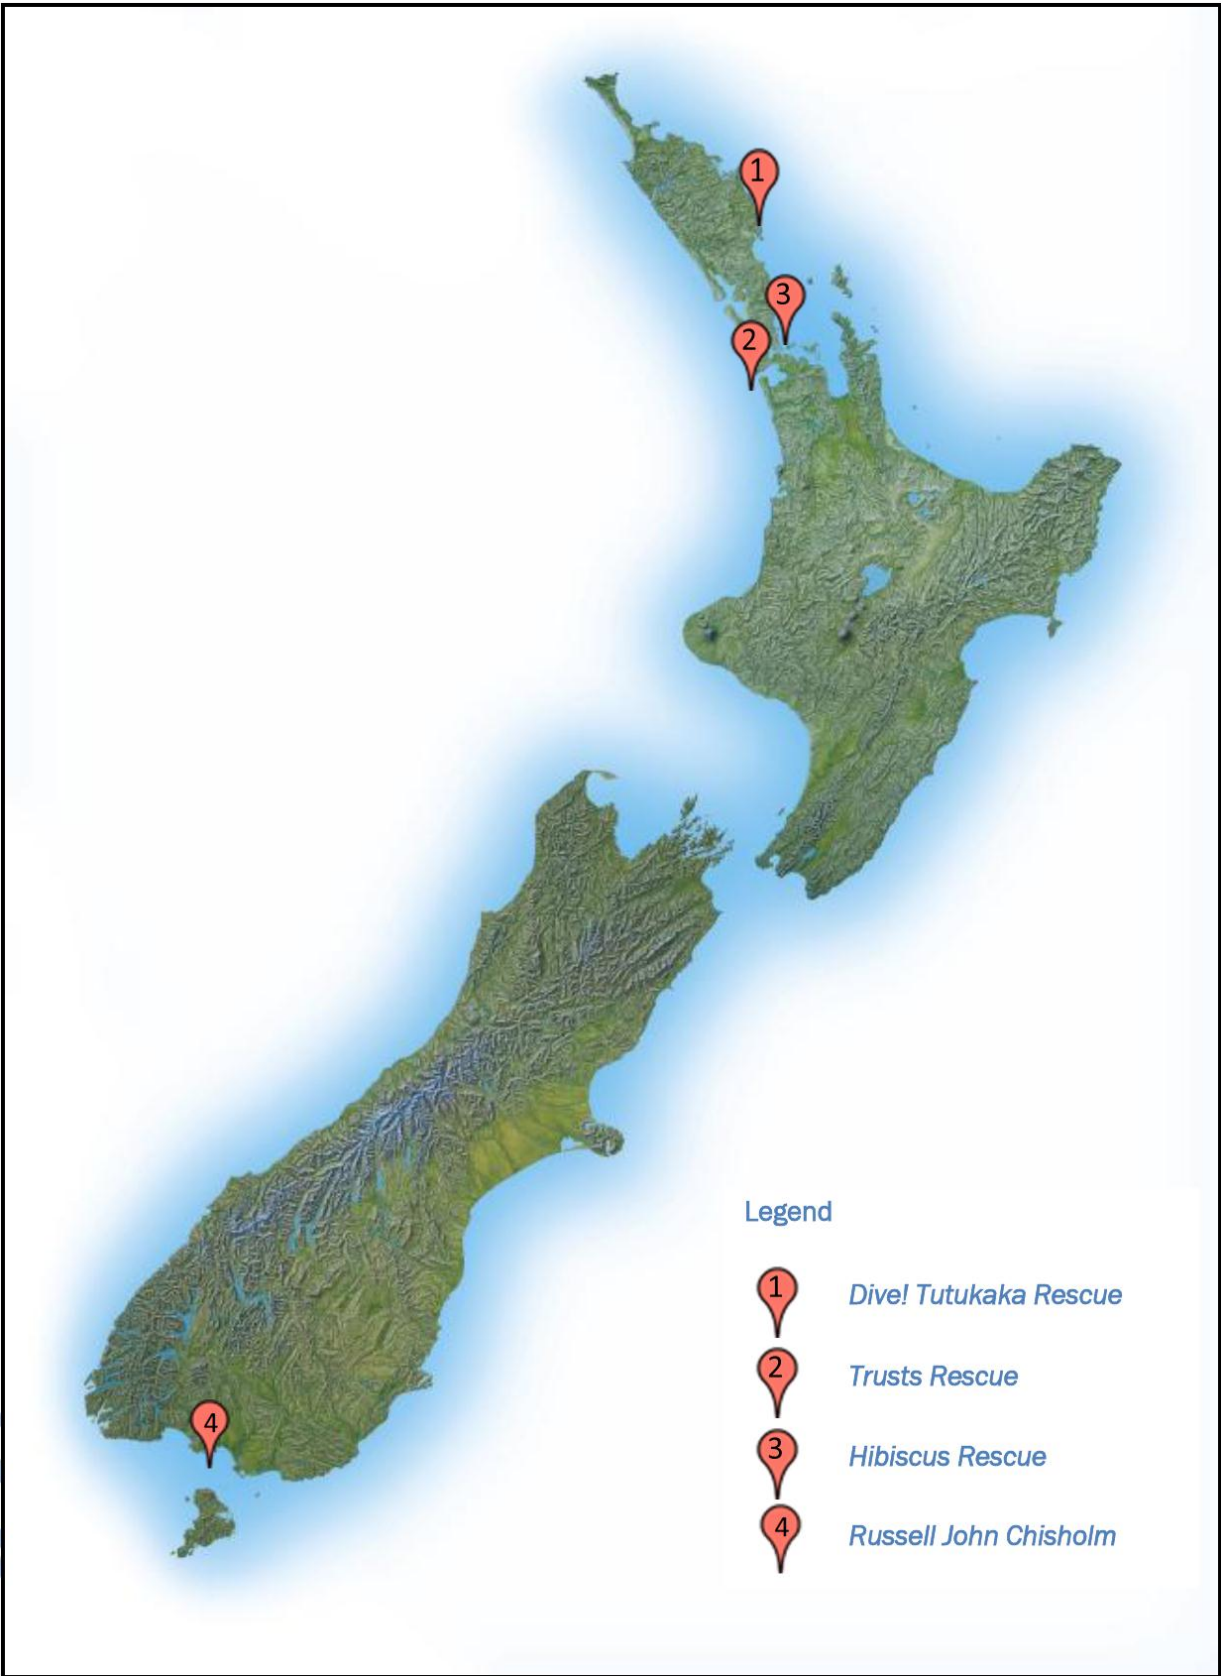 1
3
2
4
Legend
1 Dive! Tutukaka Rescue
2 Trusts Rescue
3 Hibiscus Rescue
4 Russell John Chisholm